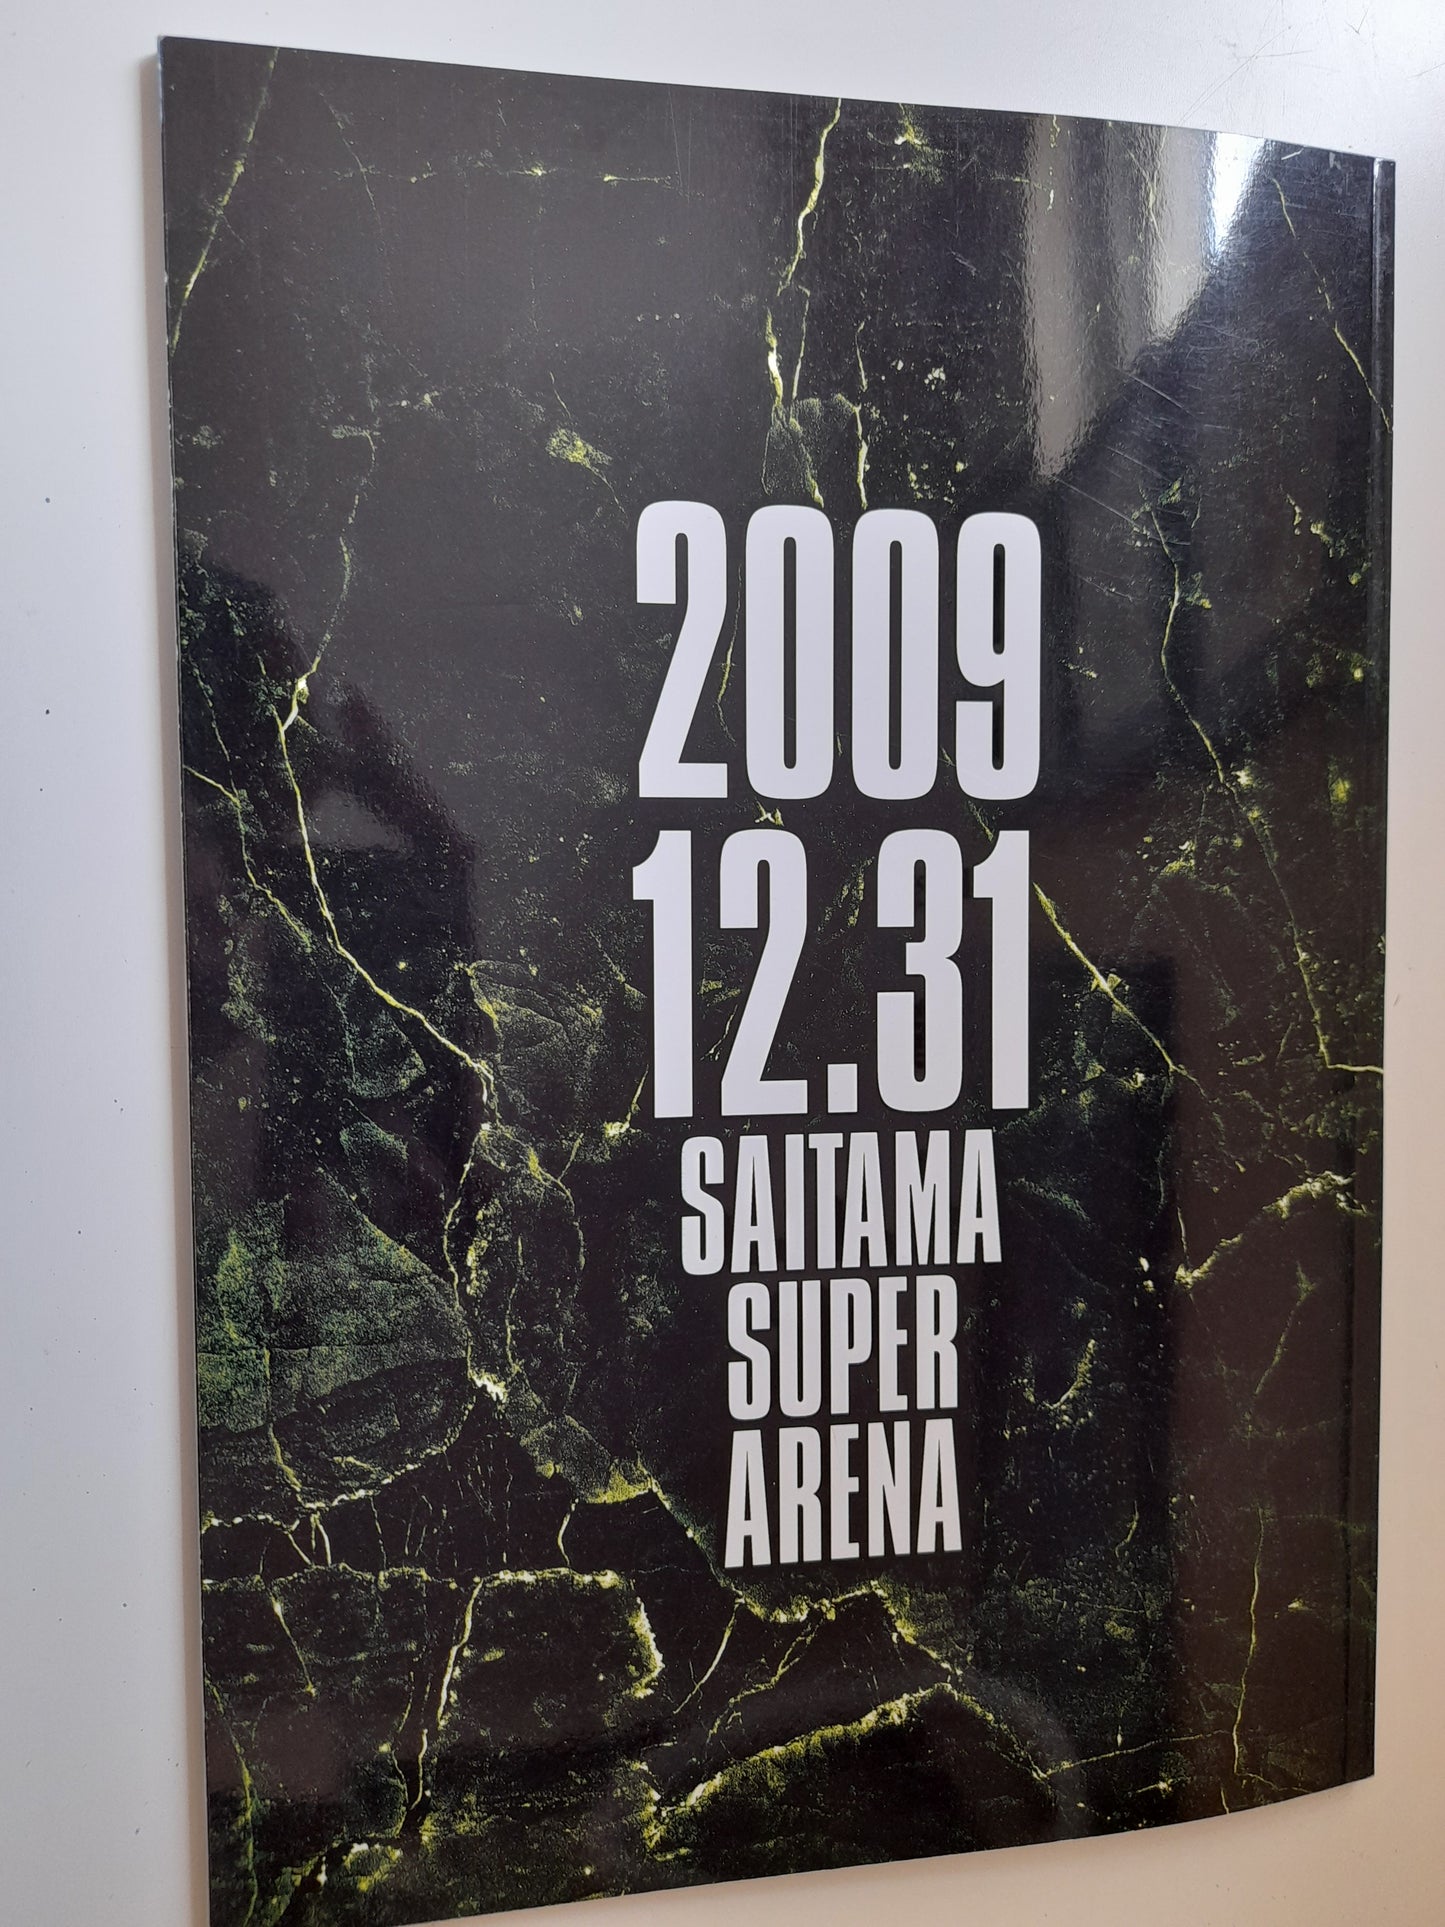 2009
12.31
SAITAMA
SUPER
ARENA